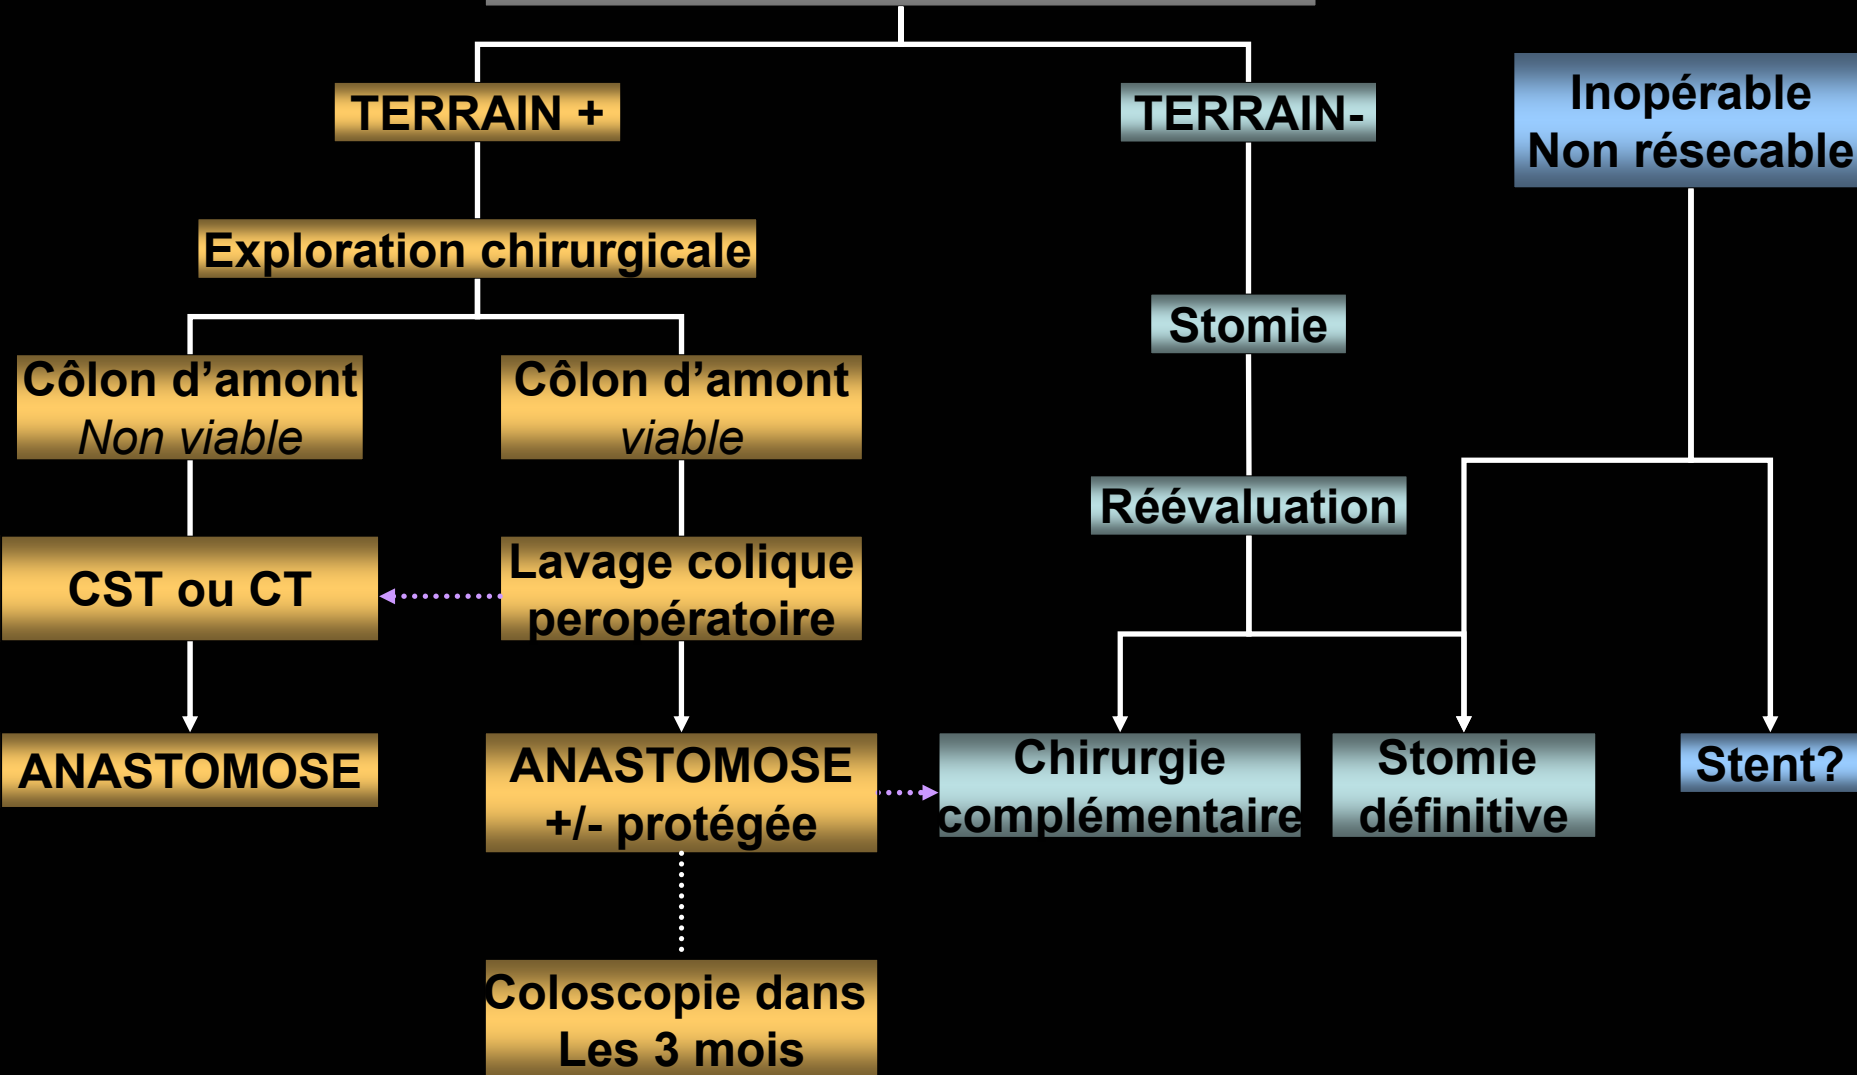 TERRAIN +
TERRAIN-
Inopérable
Non résecable
Exploration chirurgicale
Stomie
Côlon d’amont
Non viable
Côlon d’amont
viable
Réévaluation
CST ou CT
Lavage colique
peropératoire
ANASTOMOSE
ANASTOMOSE
+/- protégée
Chirurgie
complémentaire
Stomie
définitive
Stent?
Coloscopie dans
Les 3 mois